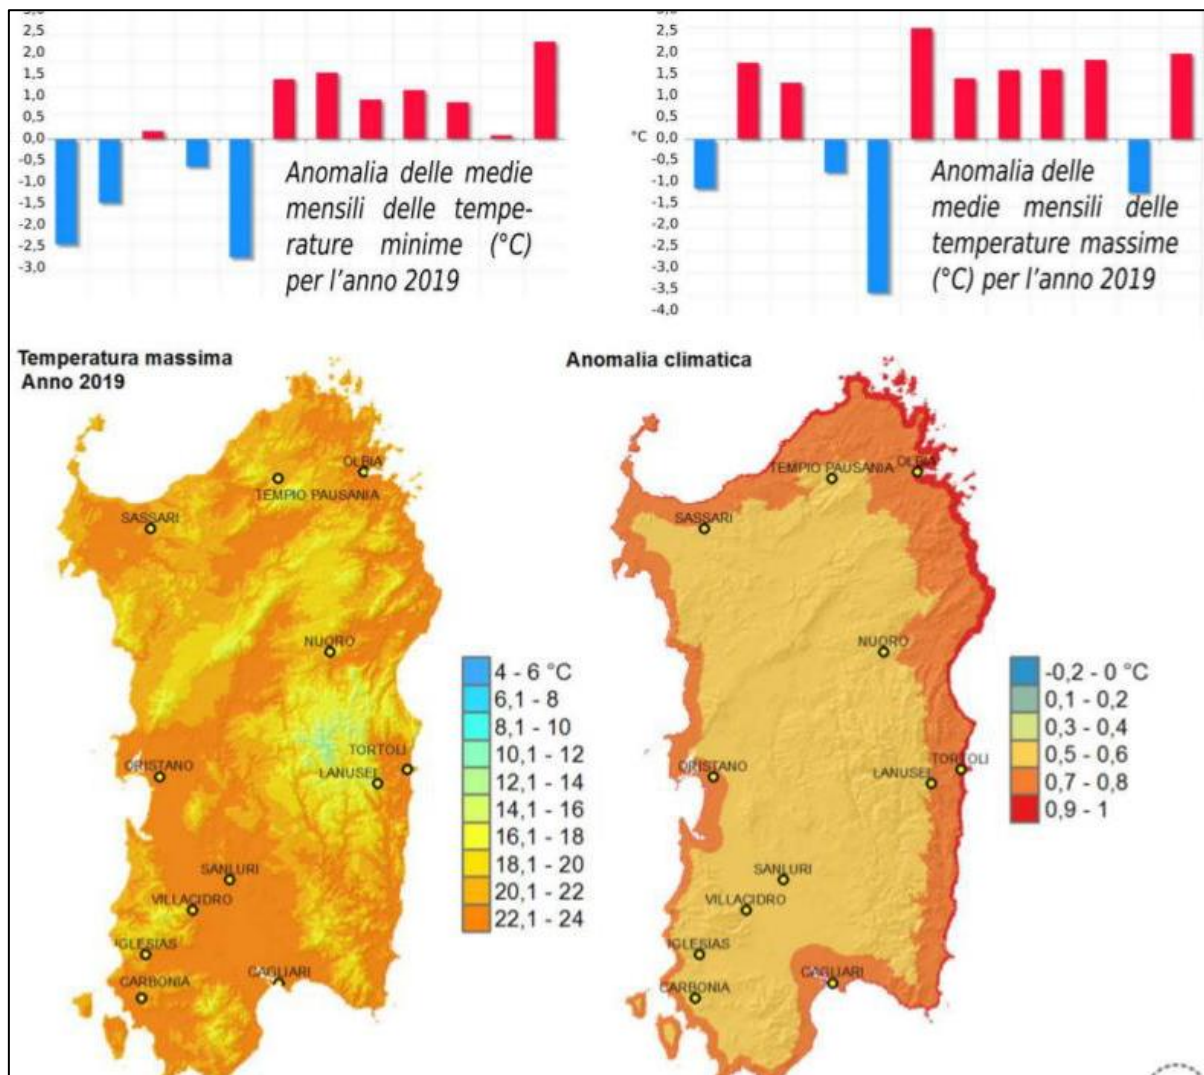 3,0
2,5
2,0
1,5
1,0
0,5
0,0
-0,5
-1,0
-1,5
-2,0
-2,5
-3,0
Anomalia delle medie
mensili delle tempe-
rature minime (°C)
per l'anno 2019
3,0
2,5
2,0
1,5
1,0
0,5
°C 0,0
-0,5
-1,0
-1,5
-2,0
-2,5
-3,0
-3,5
-4,0
Anomalia delle
medie mensili delle
temperature massime
(°C) per l'anno 2019
Temperatura massima
Anno 2019
OLBIA
TEMPIO PAUSANIA
SASSARI
NUORO
TORTOLI
ORISTANO
LANUSEI
SANLURI
VILLACIDRO
IGLESIAS
CARBONIA
CAGLIARI
4 - 6 °C
6,1 - 8
8,1 - 10
10,1 - 12
12,1 - 14
14,1 - 16
16,1 - 18
18,1 - 20
20,1 - 22
22,1 - 24
Anomalia climatica
TEMPIO PAUSANIA
OLBIA
SASSARI
NUORO
TORTOLI
ORISTANO
LANUSEI
SANLURI
VILLACIDRO
IGLESIAS
CARBONIA
CAGLIARI
-0,2 - 0 °C
0,1 - 0,2
0,3 - 0,4
0,5 - 0,6
0,7 - 0,8
0,9 - 1